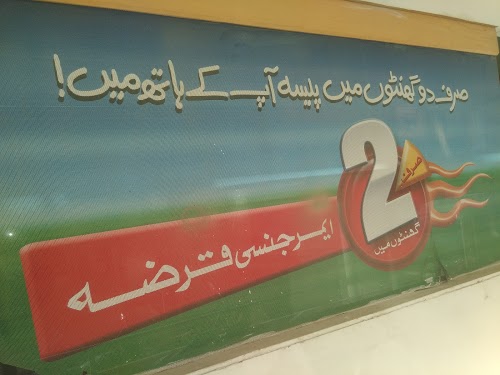 صرف دو گھنٹوں میں پیسہ آپ کے ہاتھ میں!
صرف
2
گھنٹوں میں
ایمرجنسی قرضہ